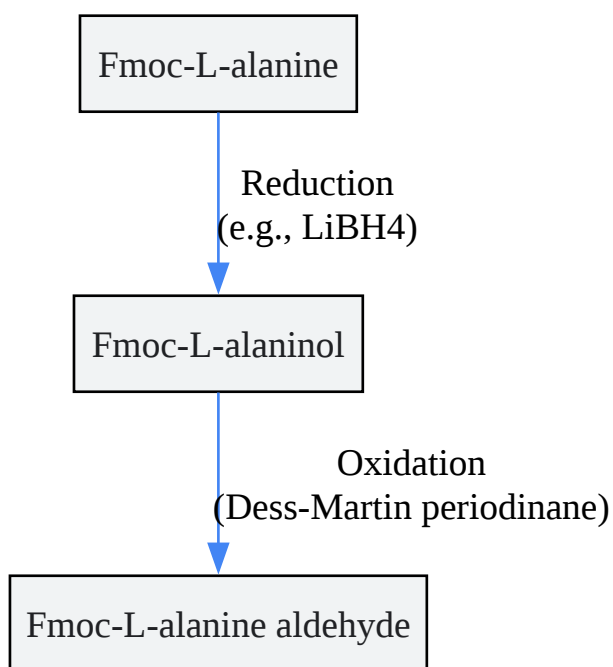 Fmoc-L-alanine
Reduction
(e.g., LiBH4)
Fmoc-L-alaninol
Oxidation
(Dess-Martin periodinane)
Fmoc-L-alanine aldehyde